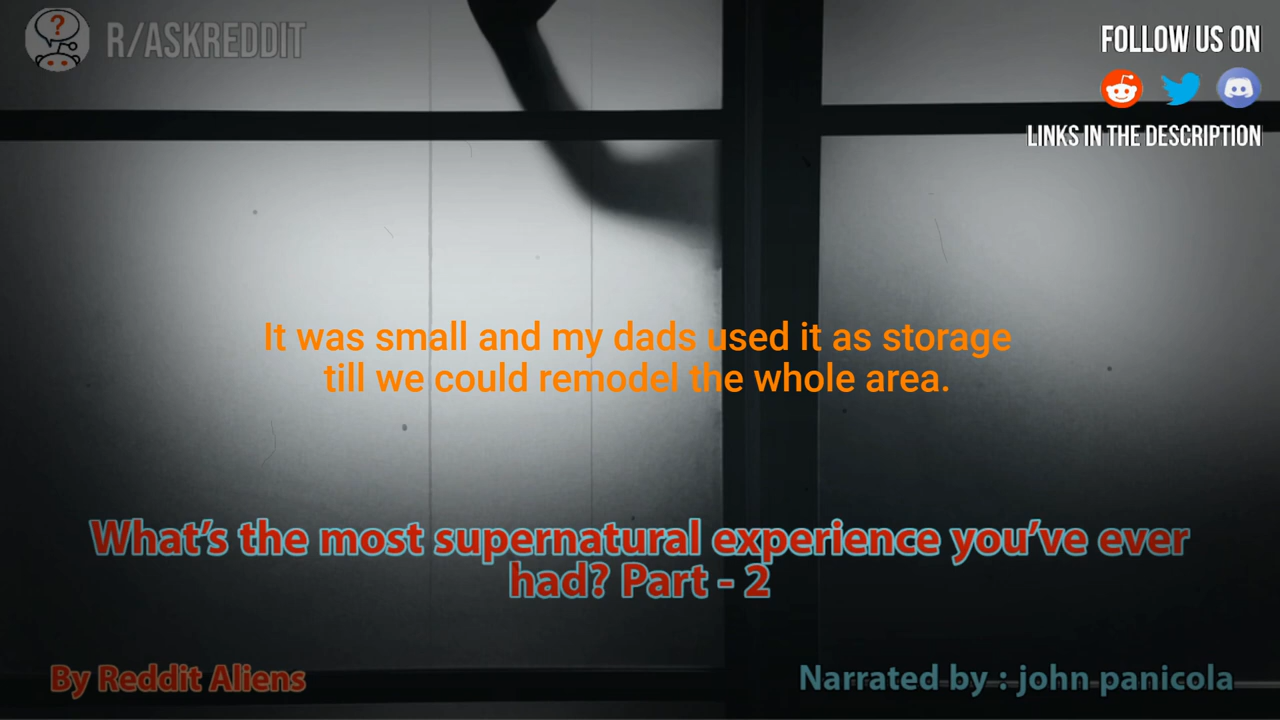 R/ASKREDDIT
FOLLOW US ON
LINKS IN THE DESCRIPTION
It was small and my dads used it as storage
till we could remodel the whole area.
What's the most supernatural experience you've ever
had? Part - 2
By Reddit Aliens
Narrated by : john panicola